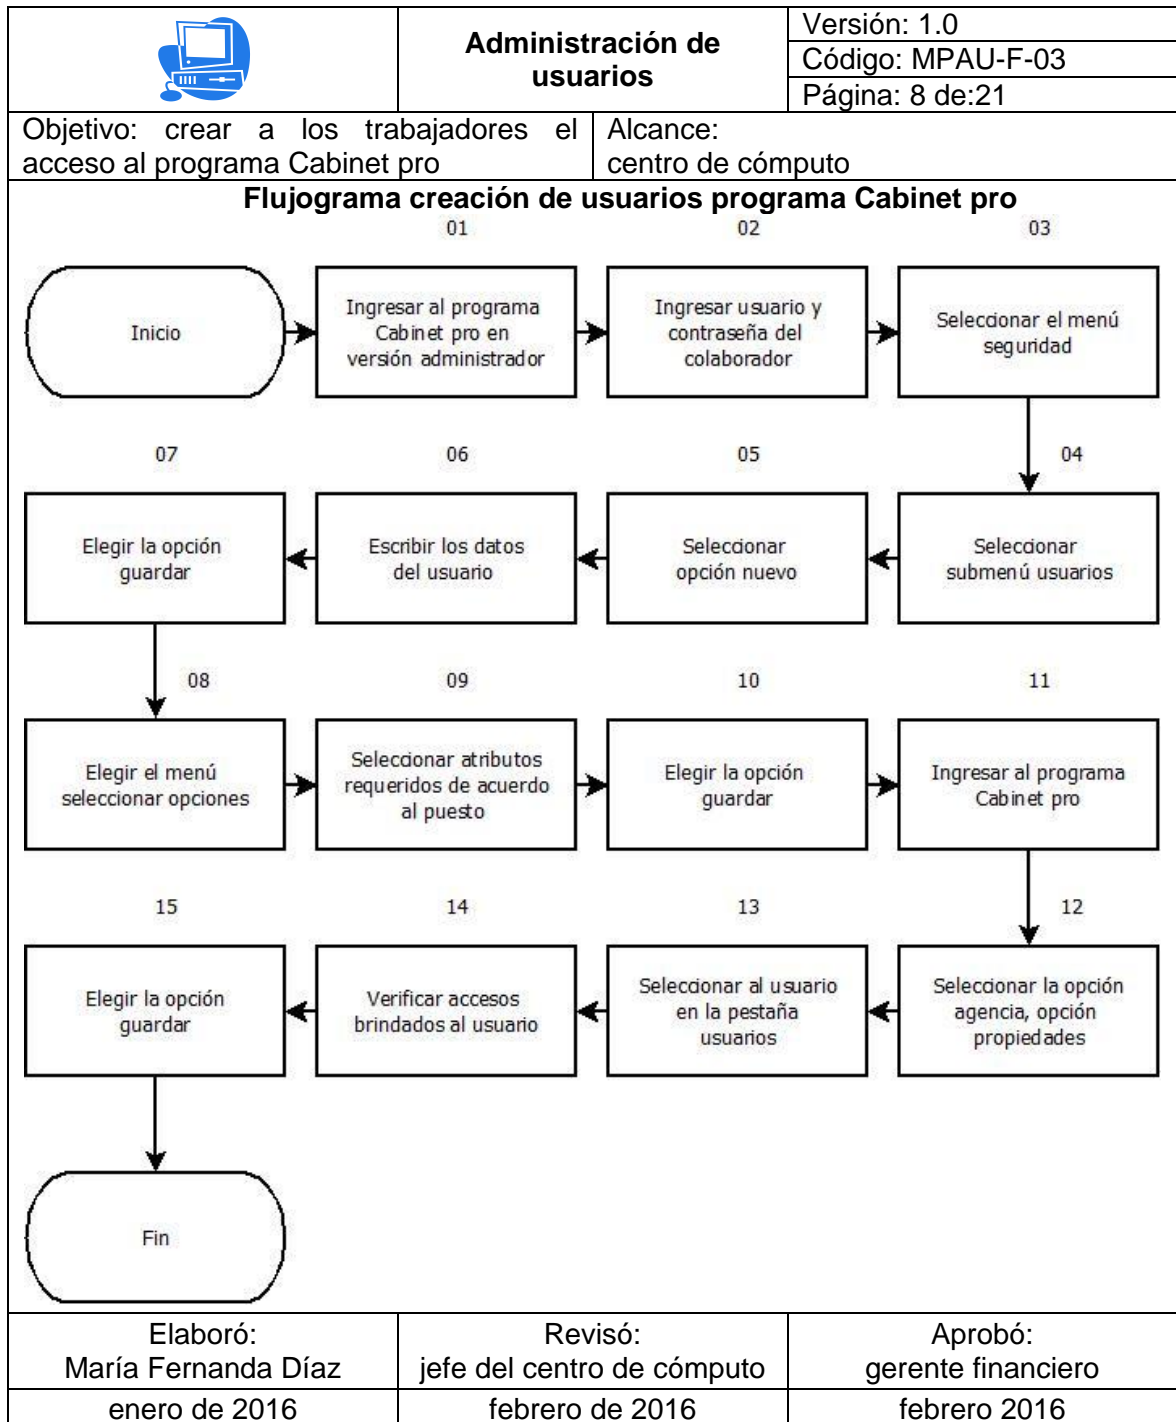 Administración de
usuarios
Versión: 1.0
Código: MPAU-F-03
Página: 8 de:21
Objetivo: crear a los trabajadores el
acceso al programa Cabinet pro
Alcance:
centro de cómputo
Flujograma creación de usuarios programa Cabinet pro
01
02
03
Inicio
Ingresar al programa
Cabinet pro en
versión administrador
Ingresar usuario y
contraseña del
colaborador
Seleccionar el menú
seguridad
07
06
05
04
Elegir la opción
guardar
Escribir los datos
del usuario
Seleccionar
opción nuevo
Seleccionar
submenú usuarios
08
09
10
11
Elegir el menú
seleccionar opciones
Seleccionar atributos
requeridos de acuerdo
al puesto
Elegir la opción
guardar
Ingresar al programa
Cabinet pro
15
14
13
12
Elegir la opción
guardar
Verificar accesos
brindados al usuario
Seleccionar al usuario
en la pestaña
usuarios
Seleccionar la opción
agencia, opción
propiedades
Fin
Elaboró:
María Fernanda Díaz
Revisó:
jefe del centro de cómputo
Aprobó:
gerente financiero
enero de 2016
febrero de 2016
febrero 2016